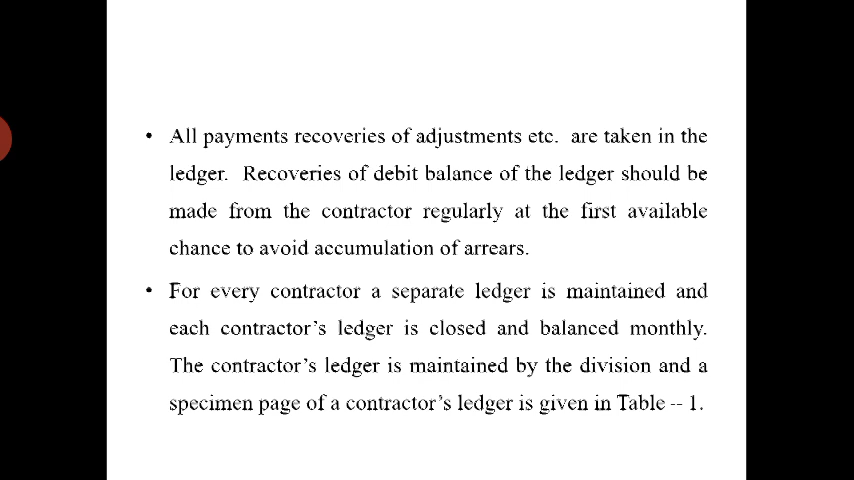 • All payments recoveries of adjustments etc. are taken in the
ledger. Recoveries of debit balance of the ledger should be
made from the contractor regularly at the first available
chance to avoid accumulation of arrears.
• For every contractor a separate ledger is maintained and
each contractor’s ledger is closed and balanced monthly.
The contractor’s ledger is maintained by the division and a
specimen page of a contractor’s ledger is given in Table -- 1.